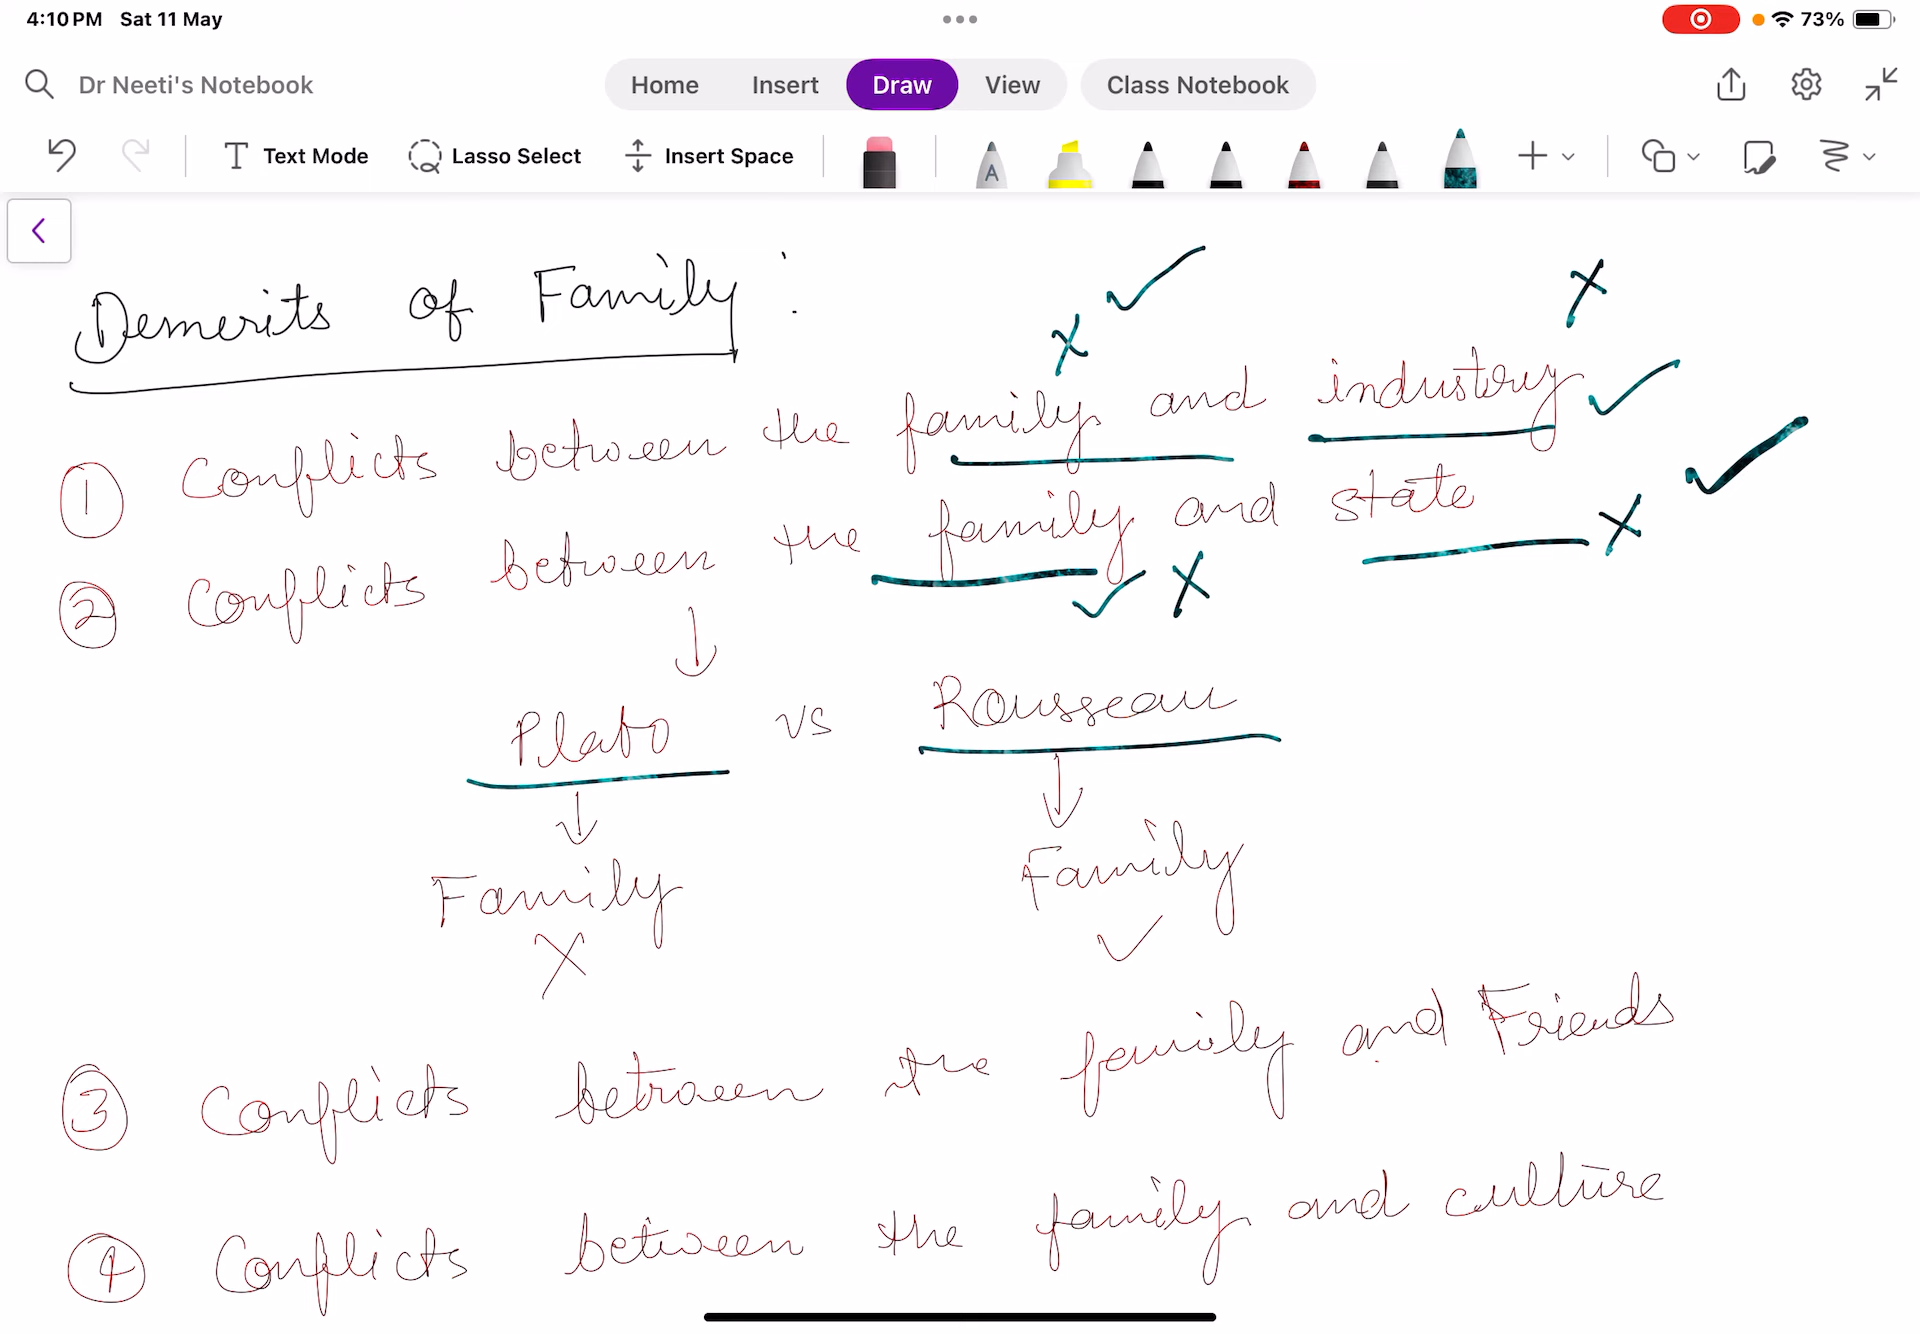 4:10 PM Sat 11 May
73%
Dr Neeti's Notebook
Home Insert Draw View Class Notebook
Text Mode Lasso Select Insert Space
A
Demerits of Family :
① Conflicts between the family and industry
② Conflicts between the family and state
Plato vs Rousseau
Family Family
③ Conflicts between the family and Friends
④ Conflicts between the family and culture